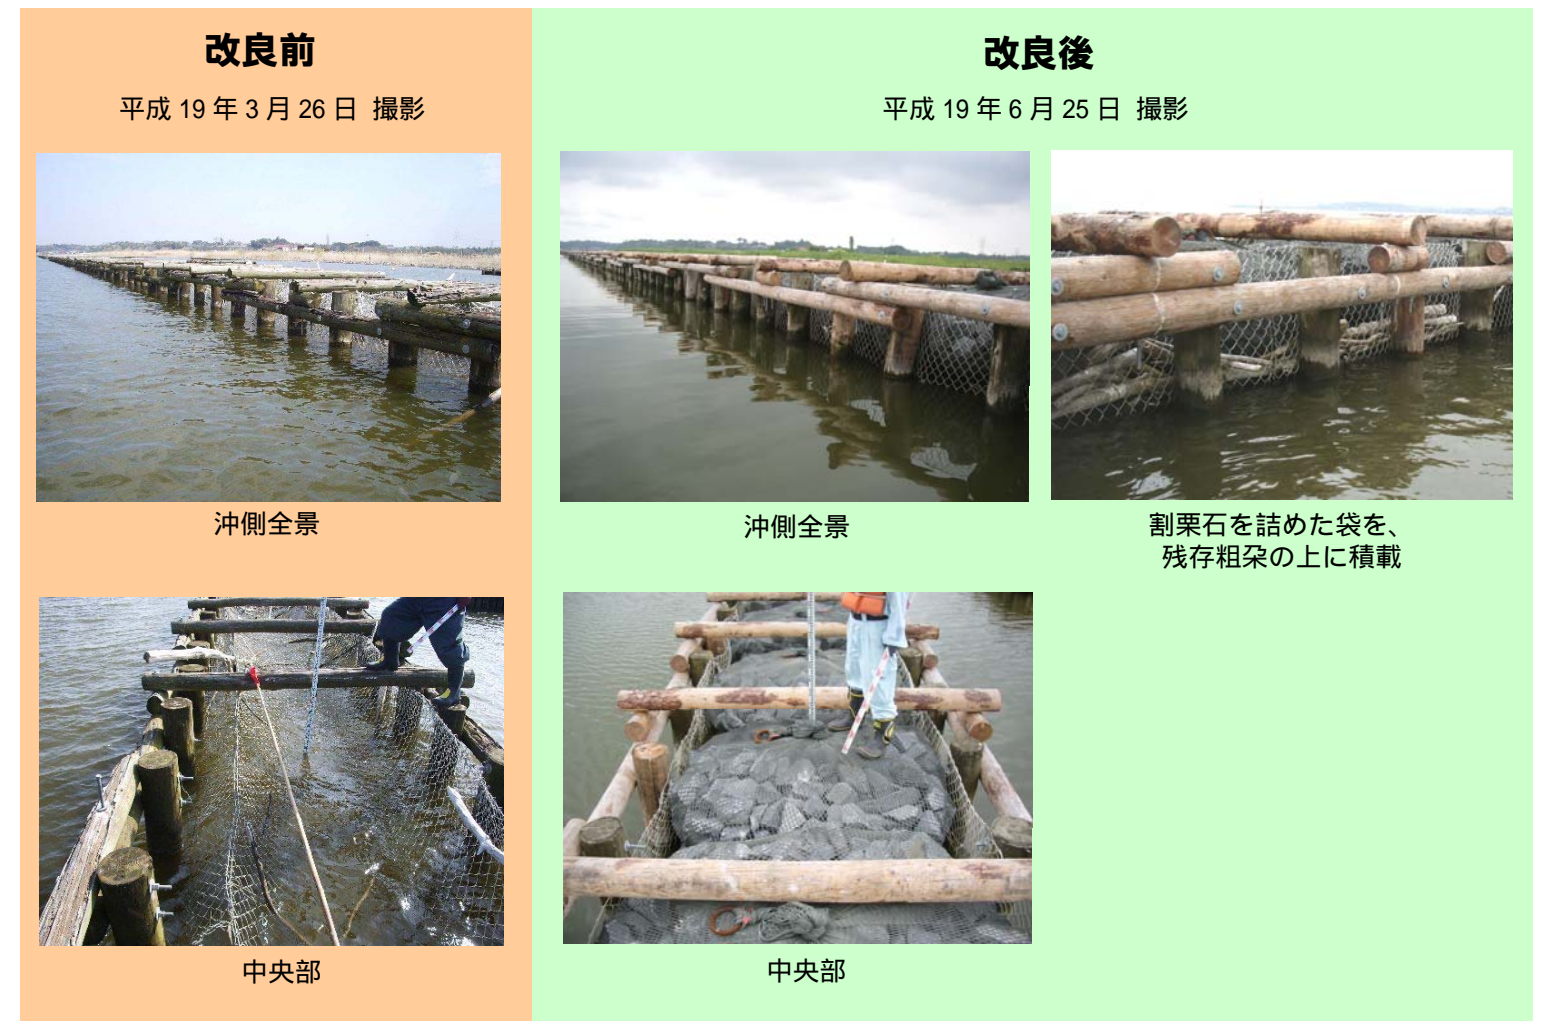 改良前
平成 19 年 3 月 26 日 撮影
沖側全景
中央部
改良後
平成 19 年 6 月 25 日 撮影
沖側全景
割栗石を詰めた袋を、
残存粗朶の上に積載
中央部